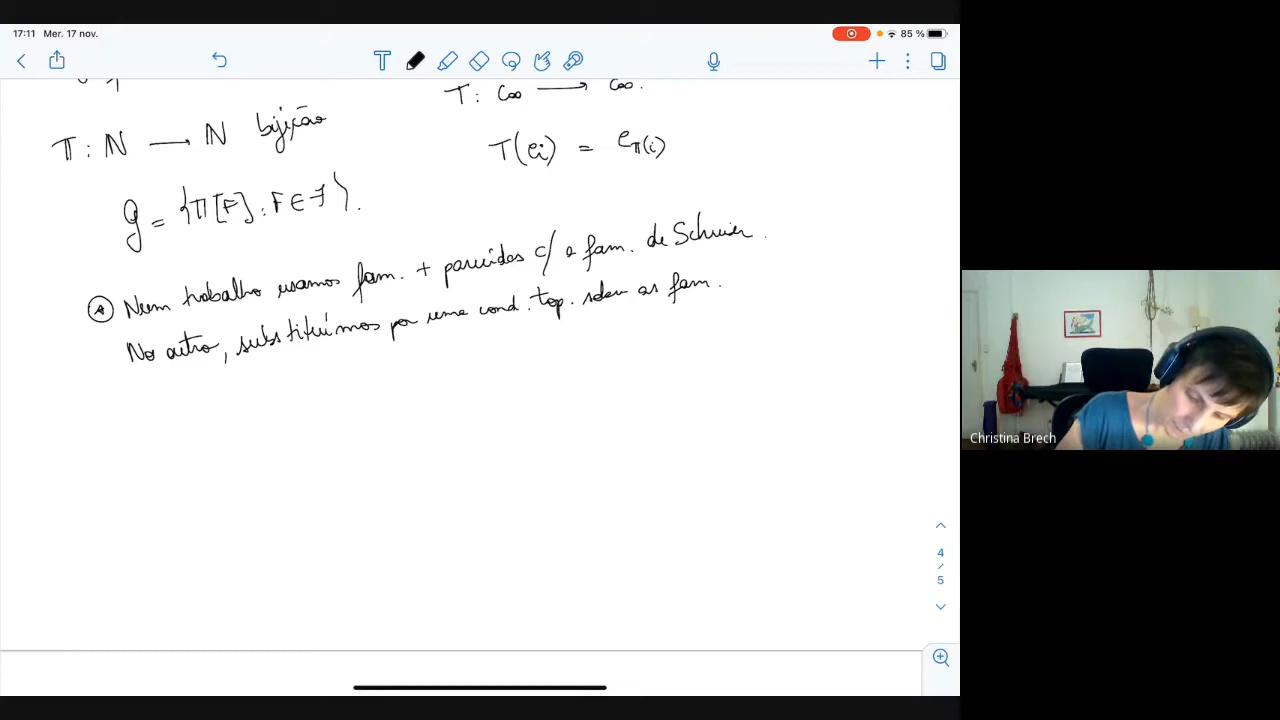 17:11 Mer. 17 nov.
85 %
T: c₀₀ ⟶ c₀₀.
π: ℕ ⟶ ℕ bijeção
T(eᵢ) = e_π(i)
G = {π[F] : F ∈ F}.
* Num trabalho usamos fam. + parecidas c/ a fam. de Schreier.
No outro, substituímos por uma cond. top. sobre as fam.
Christina Brech
4
/
5